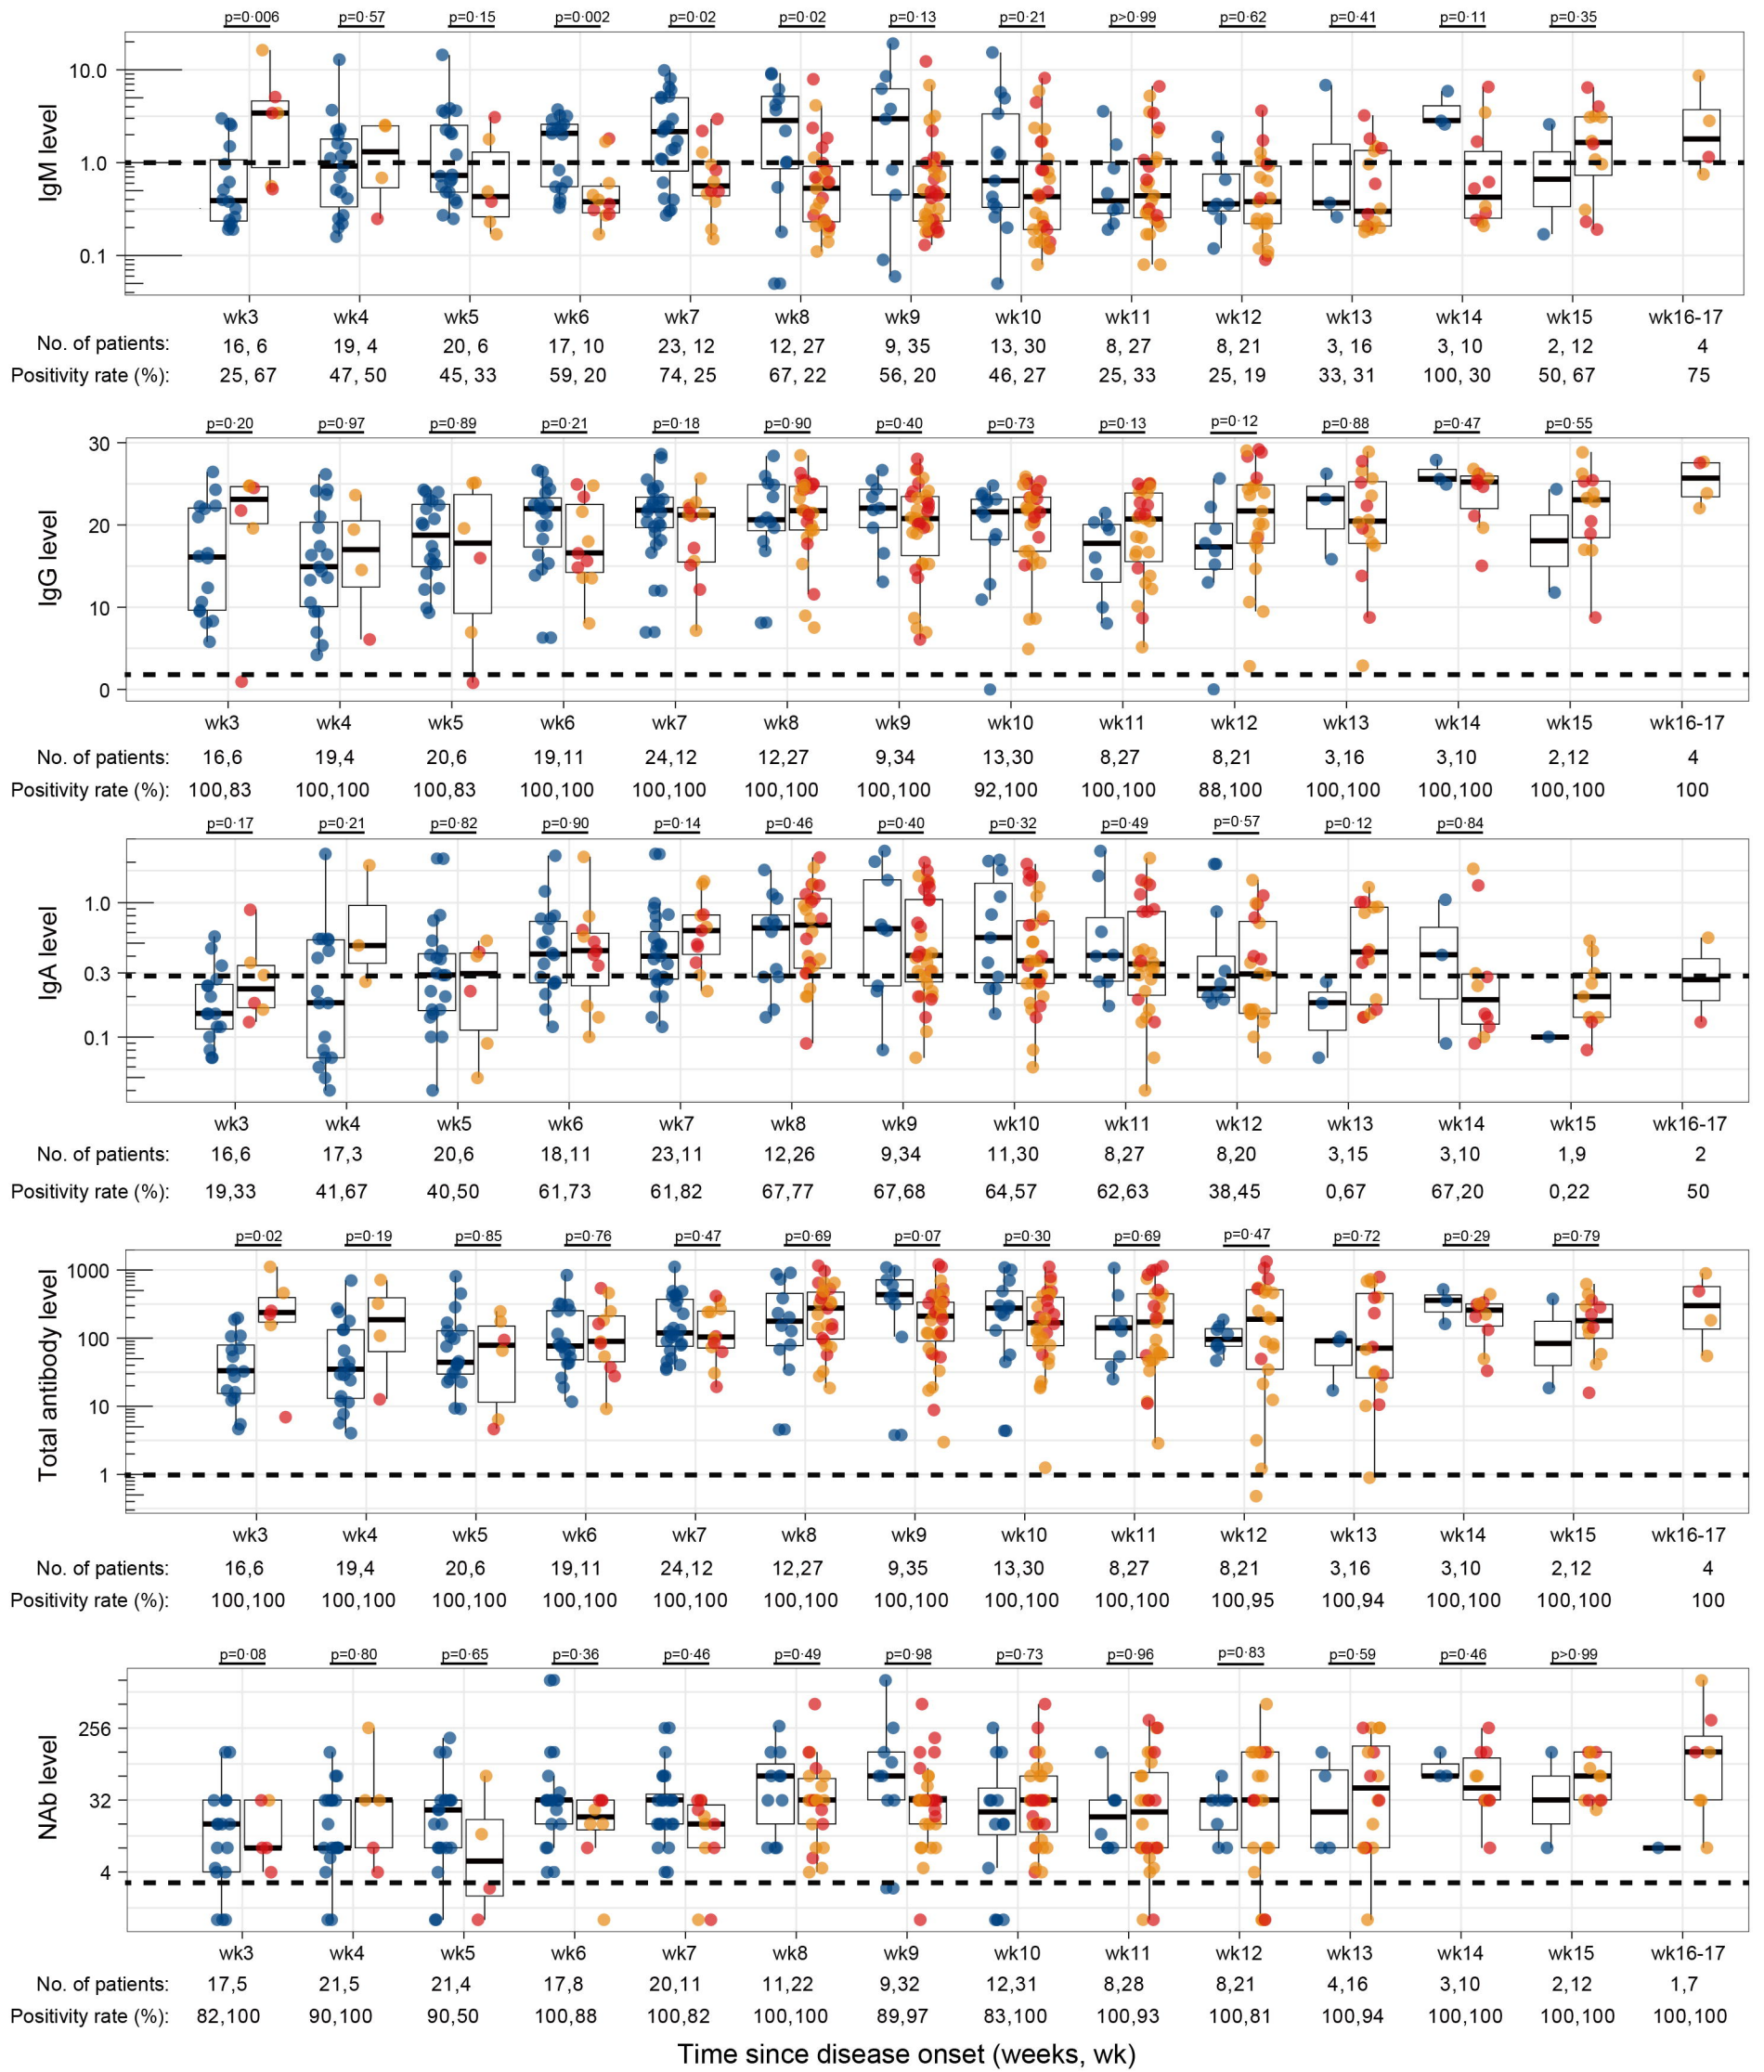 p=0·006 p=0·57 p=0·15 p=0·002 p=0·02 p=0·02 p=0·13 p=0·21 p>0·99 p=0·62 p=0·41 p=0·11 p=0·35
IgM level
10.0
1.0
0.1
wk3 wk4 wk5 wk6 wk7 wk8 wk9 wk10 wk11 wk12 wk13 wk14 wk15 wk16-17
No. of patients: 16, 6 19, 4 20, 6 17, 10 23, 12 12, 27 9, 35 13, 30 8, 27 8, 21 3, 16 3, 10 2, 12 4
Positivity rate (%): 25, 67 47, 50 45, 33 59, 20 74, 25 67, 22 56, 20 46, 27 25, 33 25, 19 33, 31 100, 30 50, 67 75
p=0·20 p=0·97 p=0·89 p=0·21 p=0·18 p=0·90 p=0·40 p=0·73 p=0·13 p=0·12 p=0·88 p=0·47 p=0·55
IgG level
30
20
10
0
wk3 wk4 wk5 wk6 wk7 wk8 wk9 wk10 wk11 wk12 wk13 wk14 wk15 wk16-17
No. of patients: 16,6 19,4 20,6 19,11 24,12 12,27 9,34 13,30 8,27 8,21 3,16 3,10 2,12 4
Positivity rate (%): 100,83 100,100 100,83 100,100 100,100 100,100 100,100 92,100 100,100 88,100 100,100 100,100 100,100 100
p=0·17 p=0·21 p=0·82 p=0·90 p=0·14 p=0·46 p=0·40 p=0·32 p=0·49 p=0·57 p=0·12 p=0·84
IgA level
1.0
0.3
0.1
wk3 wk4 wk5 wk6 wk7 wk8 wk9 wk10 wk11 wk12 wk13 wk14 wk15 wk16-17
No. of patients: 16,6 17,3 20,6 18,11 23,11 12,26 9,34 11,30 8,27 8,20 3,15 3,10 1,9 2
Positivity rate (%): 19,33 41,67 40,50 61,73 61,82 67,77 67,68 64,57 62,63 38,45 0,67 67,20 0,22 50
p=0·02 p=0·19 p=0·85 p=0·76 p=0·47 p=0·69 p=0·07 p=0·30 p=0·69 p=0·47 p=0·72 p=0·29 p=0·79
Total antibody level
1000
100
10
1
wk3 wk4 wk5 wk6 wk7 wk8 wk9 wk10 wk11 wk12 wk13 wk14 wk15 wk16-17
No. of patients: 16,6 19,4 20,6 19,11 24,12 12,27 9,35 13,30 8,27 8,21 3,16 3,10 2,12 4
Positivity rate (%): 100,100 100,100 100,100 100,100 100,100 100,100 100,100 100,100 100,100 100,95 100,94 100,100 100,100 100
p=0·08 p=0·80 p=0·65 p=0·36 p=0·46 p=0·49 p=0·98 p=0·73 p=0·96 p=0·83 p=0·59 p=0·46 p>0·99
NAb level
256
32
4
wk3 wk4 wk5 wk6 wk7 wk8 wk9 wk10 wk11 wk12 wk13 wk14 wk15 wk16-17
No. of patients: 17,5 21,5 21,4 17,8 20,11 11,22 9,32 12,31 8,28 8,21 4,16 3,10 2,12 1,7
Positivity rate (%): 82,100 90,100 90,50 100,88 100,82 100,100 89,97 83,100 100,93 100,81 100,94 100,100 100,100 100,100
Time since disease onset (weeks, wk)